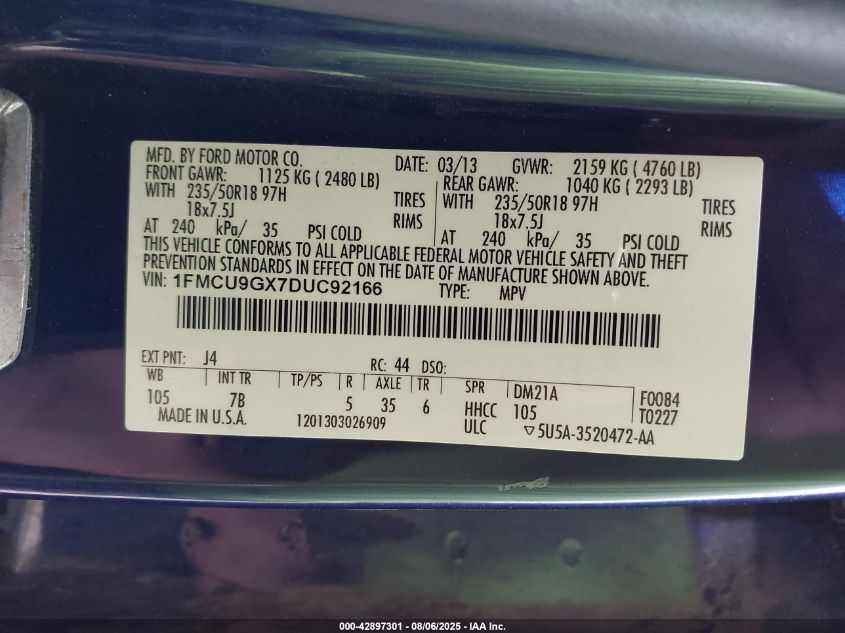 MFD. BY FORD MOTOR CO. DATE: 03/13 GVWR: 2159 KG ( 4760 LB)
FRONT GAWR: 1125 KG ( 2480 LB) REAR GAWR: 1040 KG ( 2293 LB)
WITH 235/50R18 97H TIRES WITH 235/50R18 97H TIRES
18x7.5J RIMS 18x7.5J RIMS
AT 240 kPa/ 35 PSI COLD AT 240 kPa/ 35 PSI COLD
THIS VEHICLE CONFORMS TO ALL APPLICABLE FEDERAL MOTOR VEHICLE SAFETY AND THEFT
PREVENTION STANDARDS IN EFFECT ON THE DATE OF MANUFACTURE SHOWN ABOVE.
VIN: 1FMCU9GX7DUC92166 TYPE: MPV
EXT PNT: J4 RC: 44 DSO:
WB INT TR TP/PS R AXLE TR SPR DM21A F0084
105 7B 5 35 6 HHCC 105 T0227
MADE IN U.S.A. 1201303026909 ULC ▽5U5A-3520472-AA
000-42897301 - 08/06/2025 - IAA Inc.